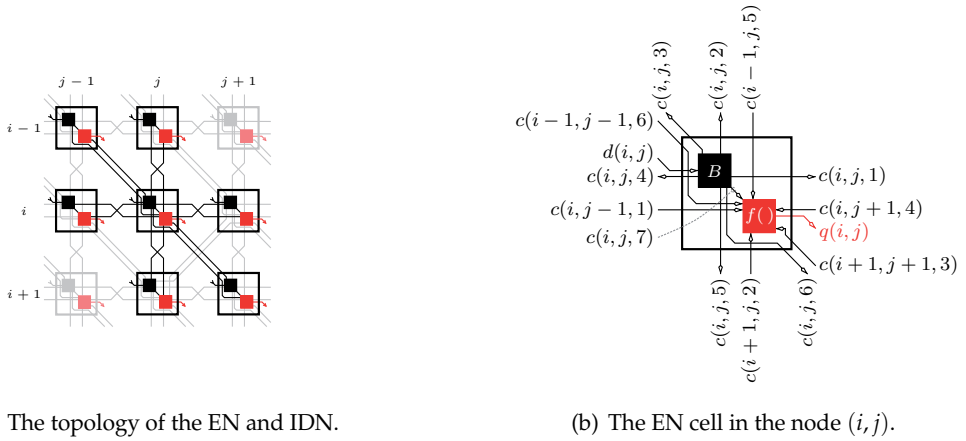 j − 1
j
j + 1
i − 1
i
i + 1
The topology of the EN and IDN.
c(i, j, 3)
c(i, j, 2)
c(i − 1, j, 5)
c(i − 1, j − 1, 6)
d(i, j)
c(i, j, 4)
B
c(i, j, 1)
c(i, j − 1, 1)
f( )
c(i, j + 1, 4)
q(i, j)
c(i, j, 7)
c(i + 1, j + 1, 3)
c(i, j, 5)
c(i + 1, j, 2)
c(i, j, 6)
(b) The EN cell in the node (i, j).